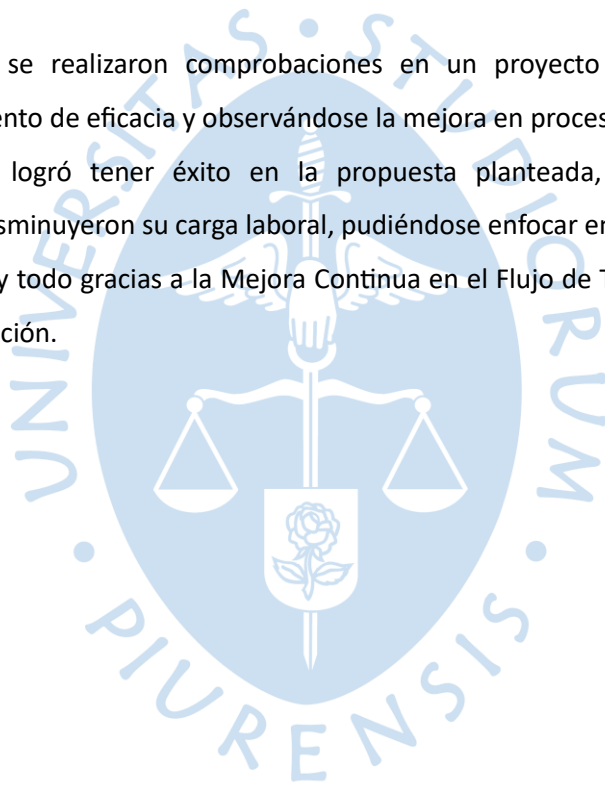 se realizaron comprobaciones en un proyecto
ento de eficacia y observándose la mejora en proces
logró tener éxito en la propuesta planteada,
sminuyeron su carga laboral, pudiéndose enfocar en
y todo gracias a la Mejora Continua en el Flujo de T
ción.
UNIVERSITAS • STUDIORUM • PIURENSIS •